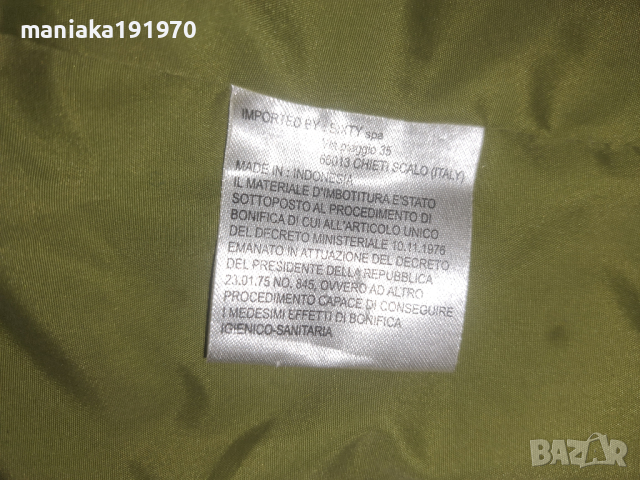 maniaka191970
IMPORTED BY : SIXTY spa
Via piaggio 35
66013 CHIETI SCALO (ITALY)
MADE IN : INDONESIA
IL MATERIALE D'IMBOTITURA E'STATO
SOTTOPOSTO AL PROCEDIMENTO DI
BONIFICA DI CUI ALL'ARTICOLO UNICO
DEL DECRETO MINISTERIALE 10.11.1976
EMANATO IN ATTUAZIONE DEL DECRETO
DEL PRESIDENTE DELLA REPUBBLICA
23.01.75 NO. 845, OVVERO AD ALTRO
PROCEDIMENTO CAPACE DI CONSEGUIRE
I MEDESIMI EFFETTI DI BONIFICA
IGIENICO-SANITARIA
BAZAR
bg